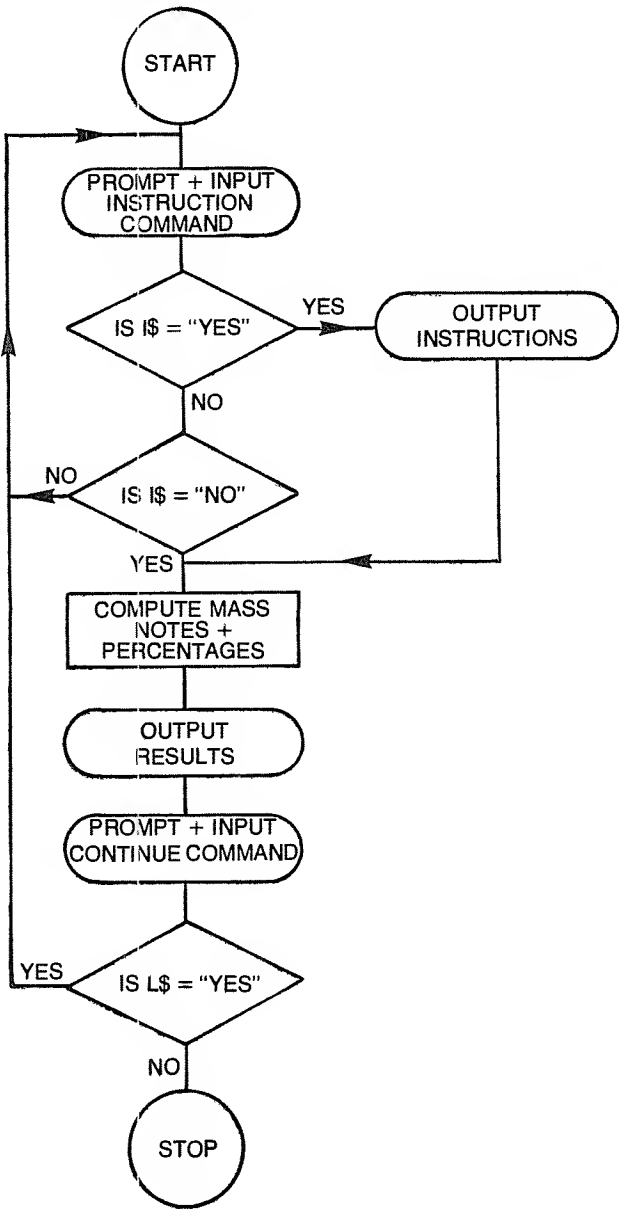 START
PROMPT + INPUT
INSTRUCTION
COMMAND
IS I$ = "YES"
YES
OUTPUT
INSTRUCTIONS
NO
NO
IS I$ = "NO"
YES
COMPUTE MASS
NOTES +
PERCENTAGES
OUTPUT
RESULTS
PROMPT + INPUT
CONTINUE COMMAND
YES
IS L$ = "YES"
NO
STOP